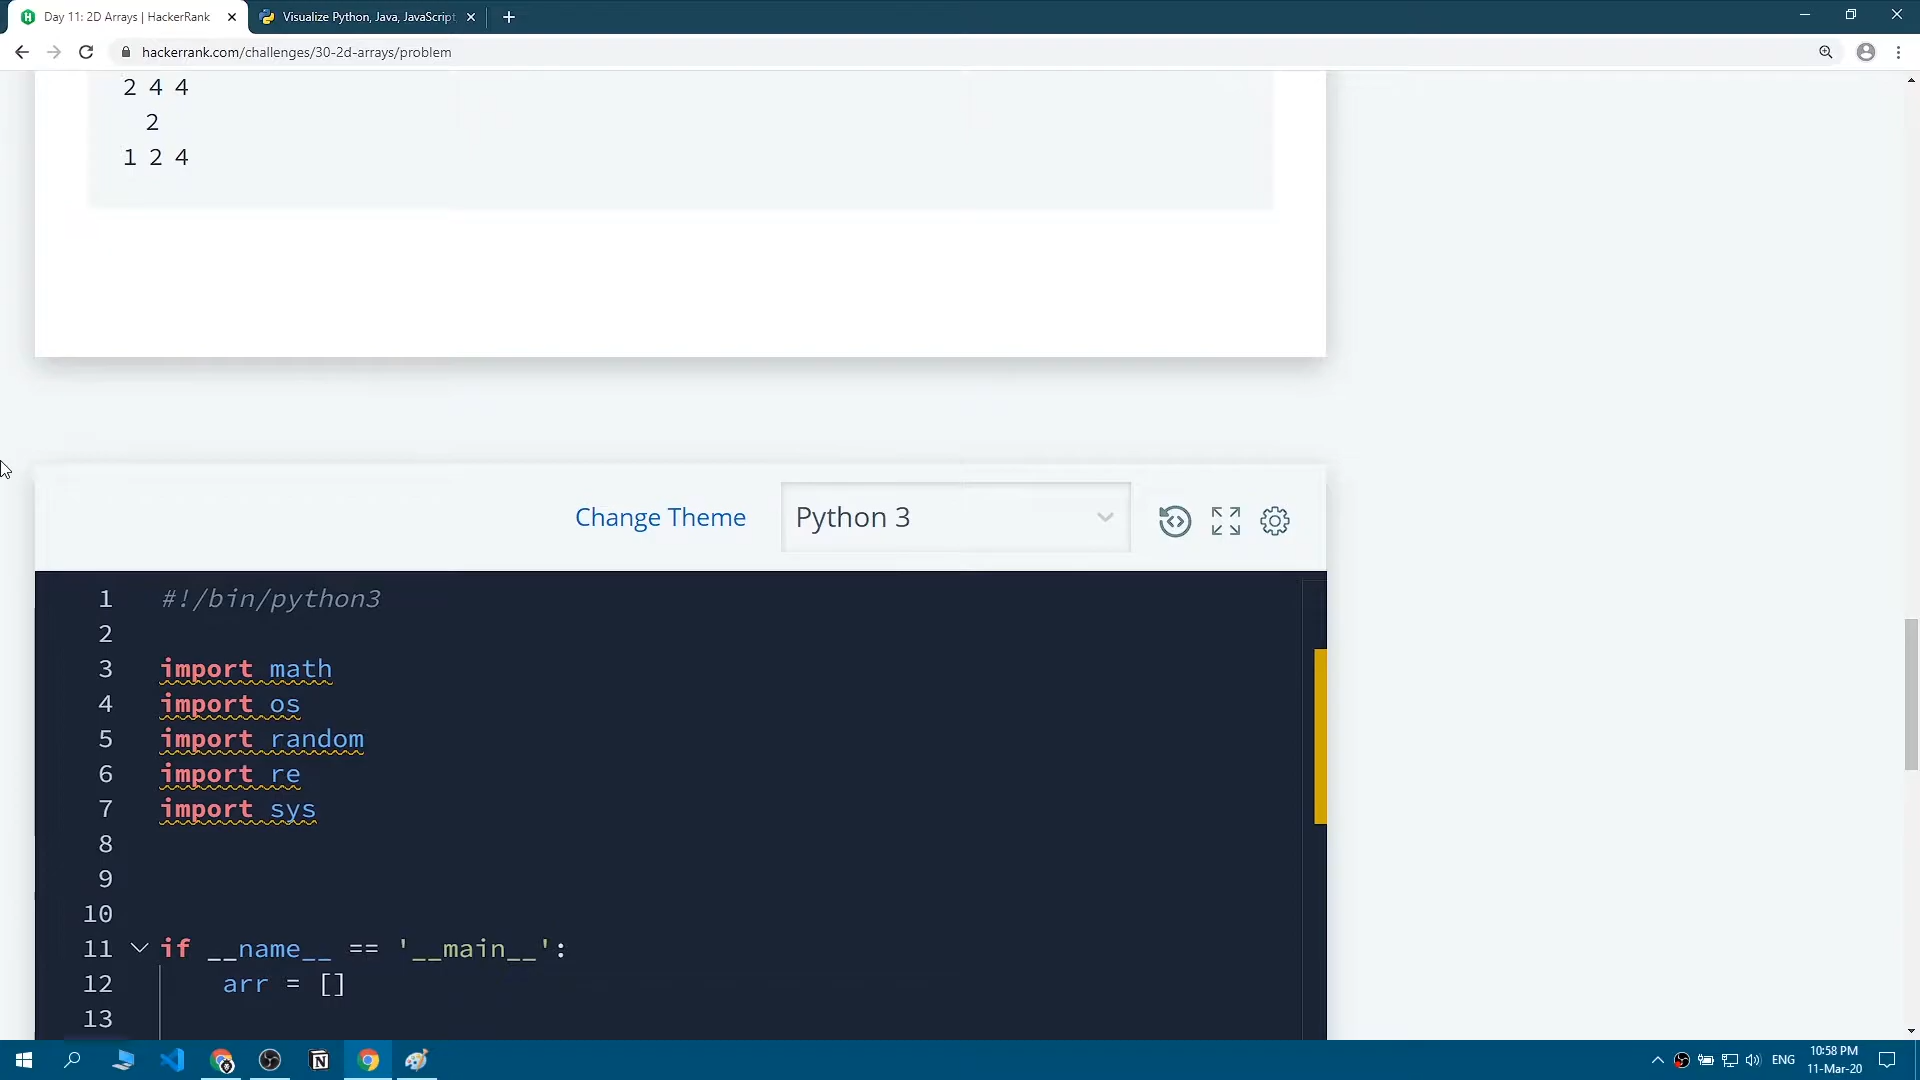 Day 11: 2D Arrays | HackerRank
Visualize Python, Java, JavaScript
hackerrank.com/challenges/30-2d-arrays/problem
2 4 4
2
1 2 4
Change Theme
Python 3
1 #!/bin/python3
2
3 import math
4 import os
5 import random
6 import re
7 import sys
8
9
10
11 if __name__ == '__main__':
12 arr = []
13
ENG
10:58 PM
11-Mar-20